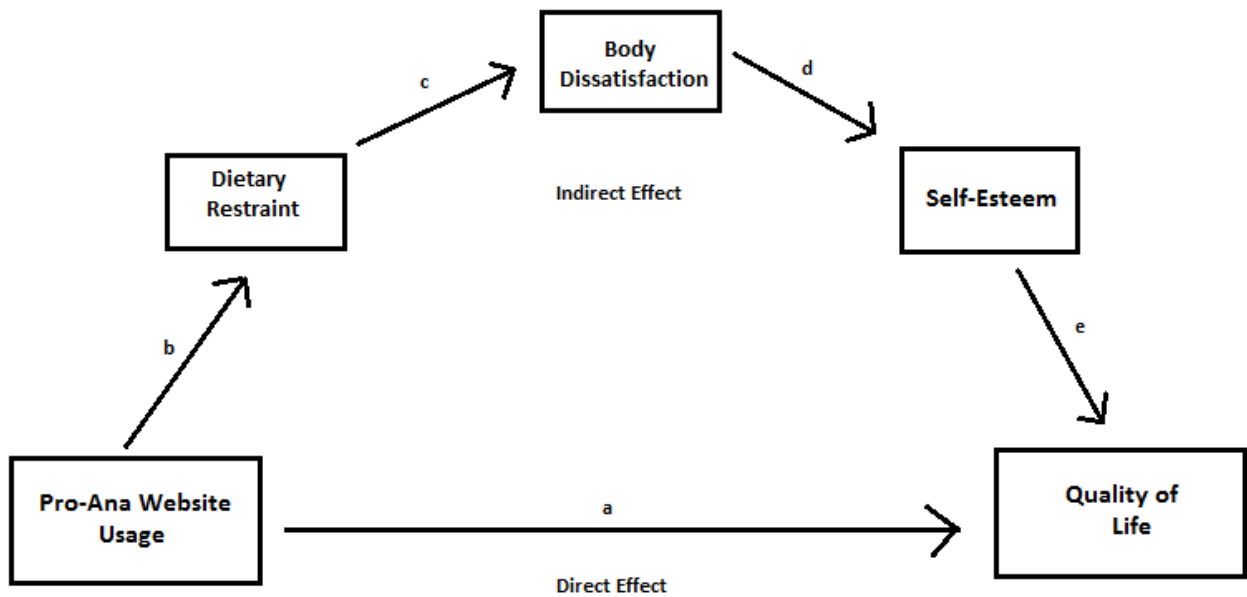 Body
Dissatisfaction
c
d
Dietary
Restraint
Indirect Effect
Self-Esteem
b
e
Pro-Ana Website
Usage
a
Quality of
Life
Direct Effect